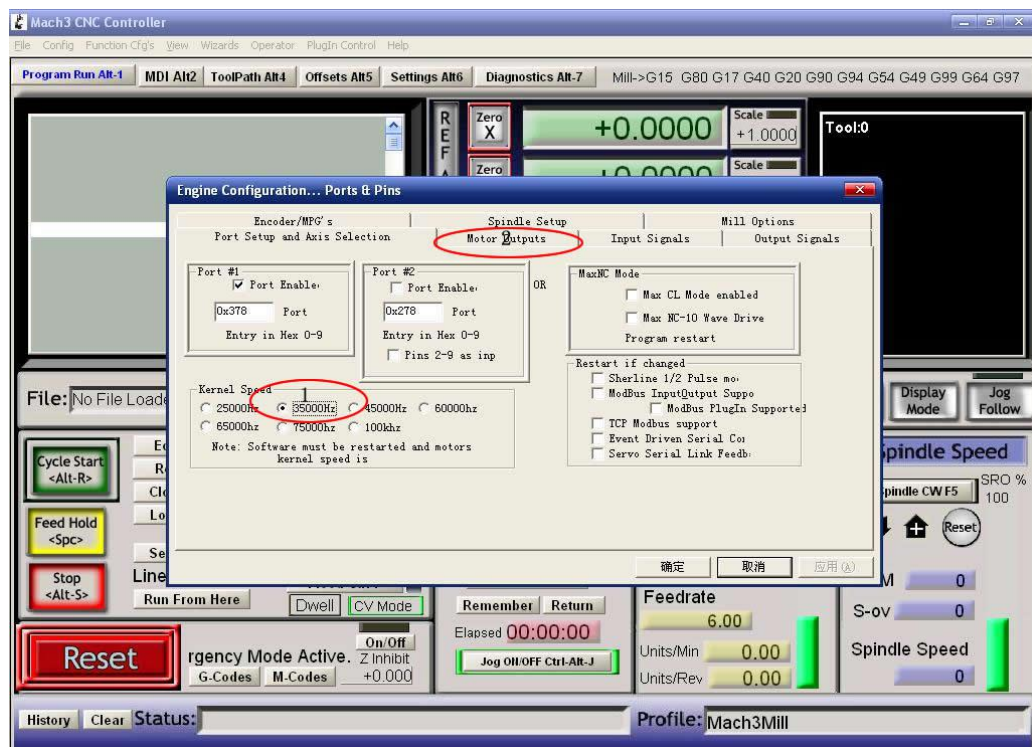 Mach3 CNC Controller
File Config Function Cfg's View Wizards Operator PlugIn Control Help
Program Run Alt-1 MDI Alt2 ToolPath Alt4 Offsets Alt5 Settings Alt6 Diagnostics Alt-7 Mill->G15 G80 G17 G40 G20 G90 G94 G54 G49 G99 G64 G97
REF
Zero X +0.0000 Scale +1.0000 Tool:0
Zero Scale
Engine Configuration... Ports & Pins
Encoder/MPG's Spindle Setup Mill Options
Port Setup and Axis Selection Motor Outputs 2 Input Signals Output Signals
Port #1 Port #2 OR MaxNC Mode
Port Enable Port Enable Max CL Mode enabled
0x378 Port 0x278 Port Max NC-10 Wave Drive
Entry in Hex 0-9 Entry in Hex 0-9 Program restart
Pins 2-9 as inp
Restart if changed
Sherline 1/2 Pulse mo
ModBus InputOutput Suppo
ModBus PlugIn Supported
TCP Modbus support
Event Driven Serial Co
Servo Serial Link Feedb
Kernel Speed 1
25000Hz 35000Hz 45000Hz 60000hz
65000hz 75000hz 100khz
Note: Software must be restarted and motors
kernel speed is
确定 取消 应用(A)
File: No File Loade
Display Mode Jog Follow
Cycle Start <Alt-R>
Feed Hold <Spc>
Stop <Alt-S>
Ed
Re
Clo
Lo
Se
Line
Run From Here Dwell CV Mode
Remember Return
Elapsed 00:00:00
Jog ON/OFF Ctrl-Alt-J
Feedrate
6.00
Units/Min 0.00
Units/Rev 0.00
Spindle Speed
pindle CW F5
SRO %
100
Reset
M 0
S-ov 0
Spindle Speed
0
Reset
rgency Mode Active.
On/Off
Z Inhibit
+0.000
G-Codes M-Codes
History Clear Status: Profile: Mach3Mill